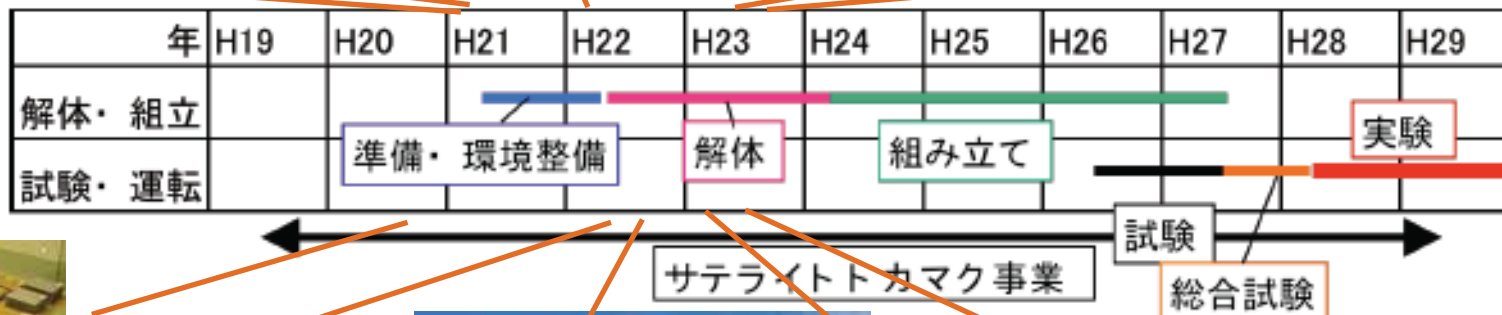 年 H19 H20 H21 H22 H23 H24 H25 H26 H27 H28 H29
解体・組立
準備・環境整備 解体 組み立て 実験
試験・運転
試験
サテライトトカマク事業
総合試験